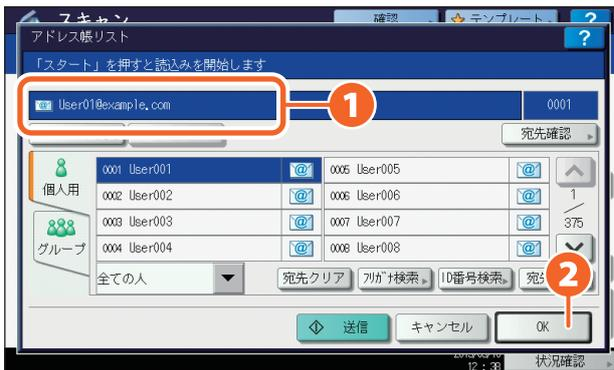 スキャン 確認 テンプレート ?
アドレス帳リスト ?
「スタート」を押すと読込みを開始します
User01@example.com 0001
1
宛先確認
個人用
グループ
0001 User001
0002 User002
0003 User003
0004 User004
0005 User005
0006 User006
0007 User007
0008 User008
1
375
全ての人 宛先クリア ﾌﾘｶﾞﾅ検索 ID番号検索 宛
2
送信 キャンセル OK
12:38 状況確認